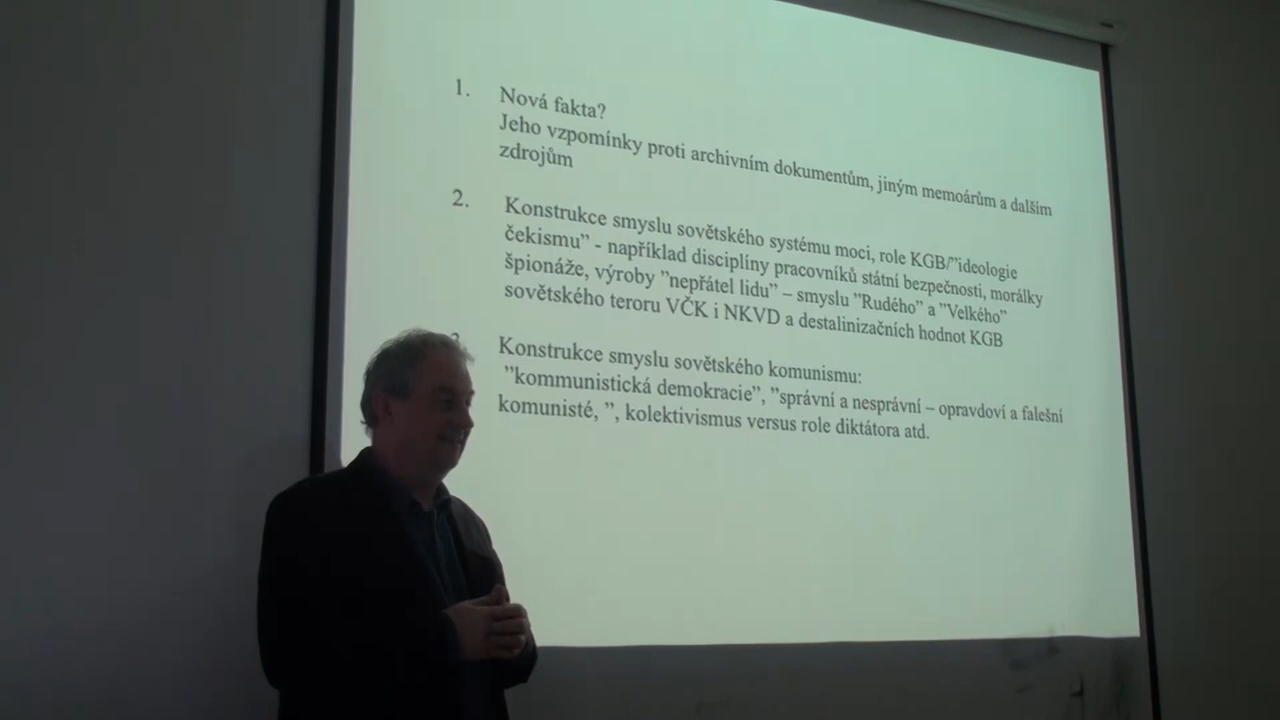 1. Nová fakta?
Jeho vzpomínky proti archivním dokumentům, jiným memoárům a dalším
zdrojům
2. Konstrukce smyslu sovětského systému moci, role KGB/”ideologie
čekismu” - například disciplíny pracovníků státní bezpečnosti, morálky
špionáže, výroby ”nepřátel lidu” – smyslu ”Rudého” a ”Velkého”
sovětského teroru VČK i NKVD a destalinizačních hodnot KGB
Konstrukce smyslu sovětského komunismu:
”kommunistická demokracie”, ”správní a nesprávní – opravdoví a falešní
komunisté, ”, kolektivismus versus role diktátora atd.